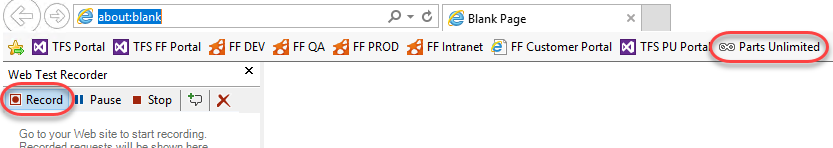 about:blank
Blank Page
TFS Portal TFS FF Portal FF DEV FF QA FF PROD FF Intranet FF Customer Portal TFS PU Portal Parts Unlimited
Web Test Recorder
Record Pause Stop
Go to your Web site to start recording.
Recorded requests will be shown here